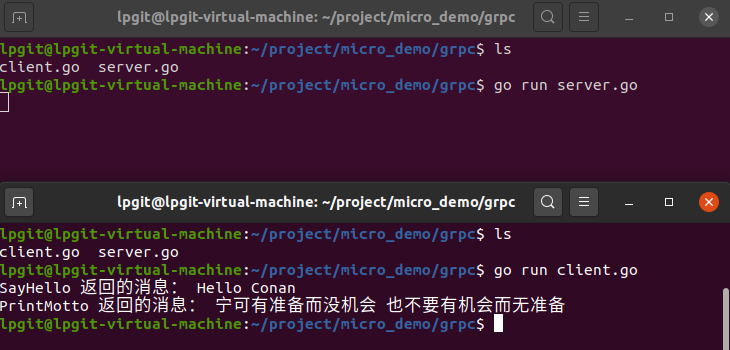 lpgit@lpgit-virtual-machine: ~/project/micro_demo/grpc
lpgit@lpgit-virtual-machine:~/project/micro_demo/grpc$ ls
client.go  server.go
lpgit@lpgit-virtual-machine:~/project/micro_demo/grpc$ go run server.go
lpgit@lpgit-virtual-machine: ~/project/micro_demo/grpc
lpgit@lpgit-virtual-machine:~/project/micro_demo/grpc$ ls
client.go  server.go
lpgit@lpgit-virtual-machine:~/project/micro_demo/grpc$ go run client.go
SayHello 返回的消息： Hello Conan
PrintMotto 返回的消息： 宁可有准备而没机会 也不要有机会而无准备
lpgit@lpgit-virtual-machine:~/project/micro_demo/grpc$